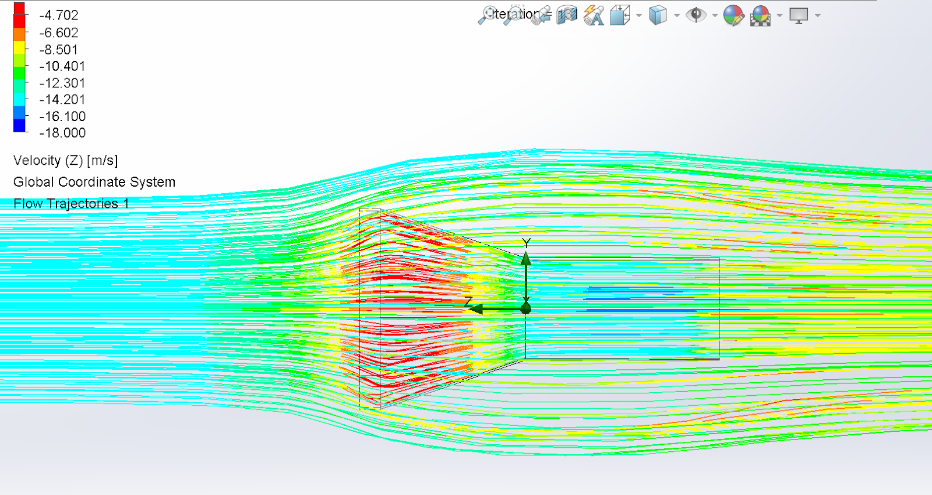 Iteration =
-4.702
-6.602
-8.501
-10.401
-12.301
-14.201
-16.100
-18.000
Velocity (Z) [m/s]
Global Coordinate System
Flow Trajectories 1
Y
Z